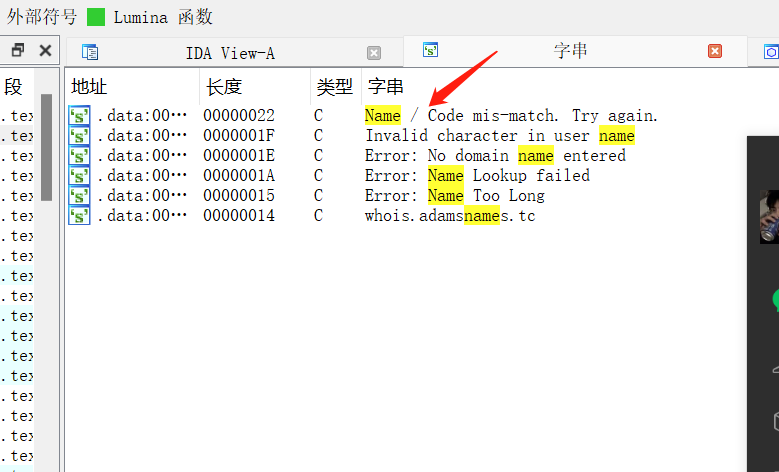 外部符号 Lumina 函数
IDA View-A 字串
段 地址 长度 类型 字串
.tex 's' .data:00… 00000022 C Name / Code mis-match. Try again.
.tex 's' .data:00… 0000001F C Invalid character in user name
.tex 's' .data:00… 0000001E C Error: No domain name entered
.tex 's' .data:00… 0000001A C Error: Name Lookup failed
.tex 's' .data:00… 00000015 C Error: Name Too Long
.tex 's' .data:00… 00000014 C whois.adamsnames.tc
.tex
.tex
.tex
.tex
.tex
.tex
.tex
.tex
.tex
.tex
.tex
.tex